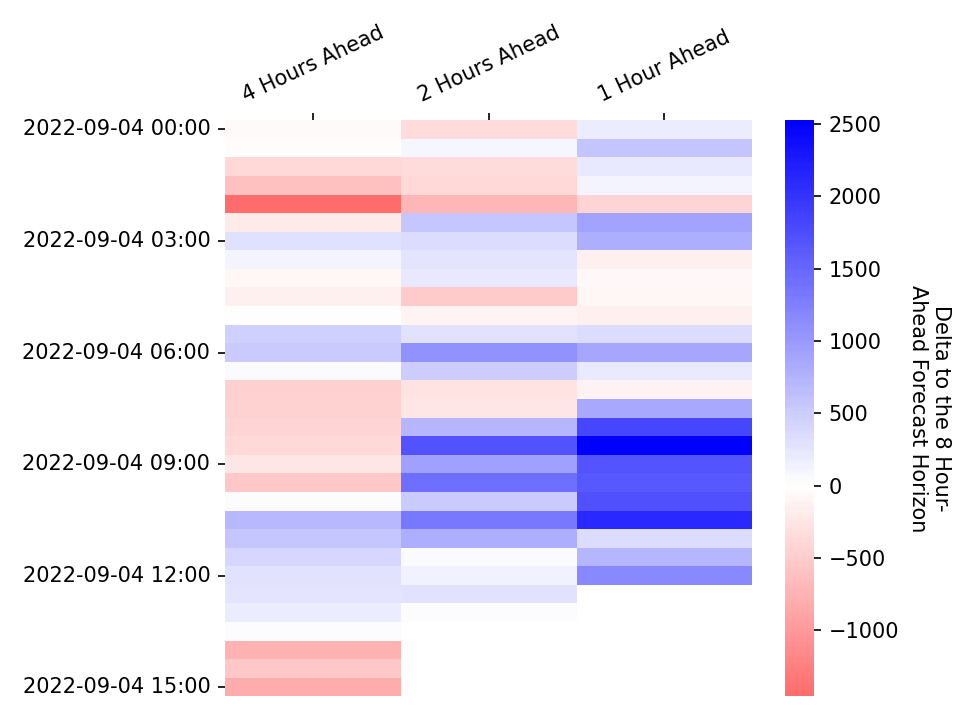 4 Hours Ahead
2 Hours Ahead
1 Hour Ahead
2022-09-04 00:00
2022-09-04 03:00
2022-09-04 06:00
2022-09-04 09:00
2022-09-04 12:00
2022-09-04 15:00
2500
2000
1500
1000
500
0
−500
−1000
Delta to the 8 Hour-
Ahead Forecast Horizon